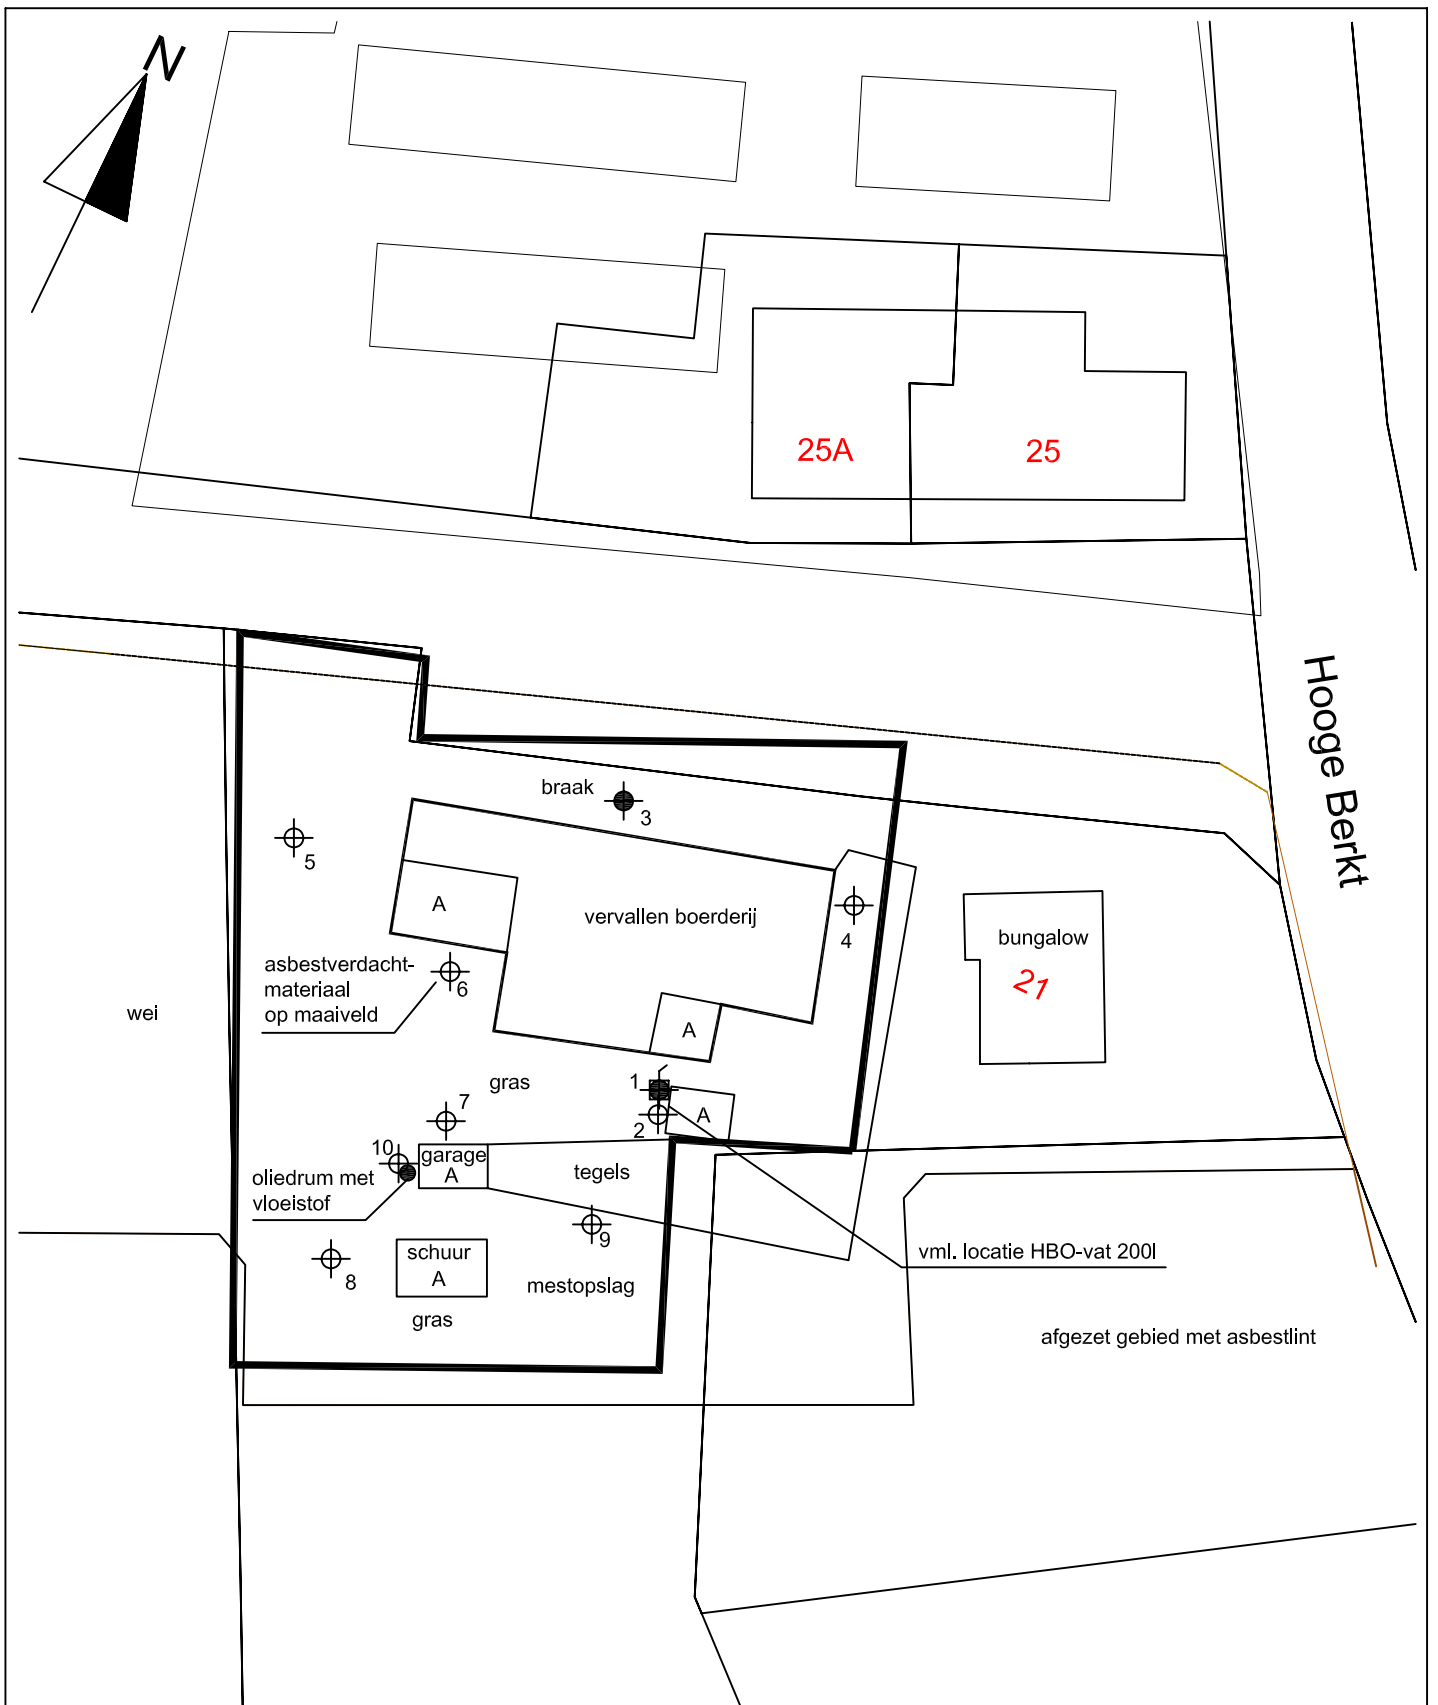 N
25A
25
Hooge Berkt
braak
3
5
A
vervallen boerderij
4
bungalow
21
asbestverdacht-
materiaal
op maaiveld
6
wei
A
gras
1
2
A
7
10
garage
A
tegels
oliedrum met
vloeistof
9
schuur
A
8
mestopslag
gras
vml. locatie HBO-vat 200l
afgezet gebied met asbestlint